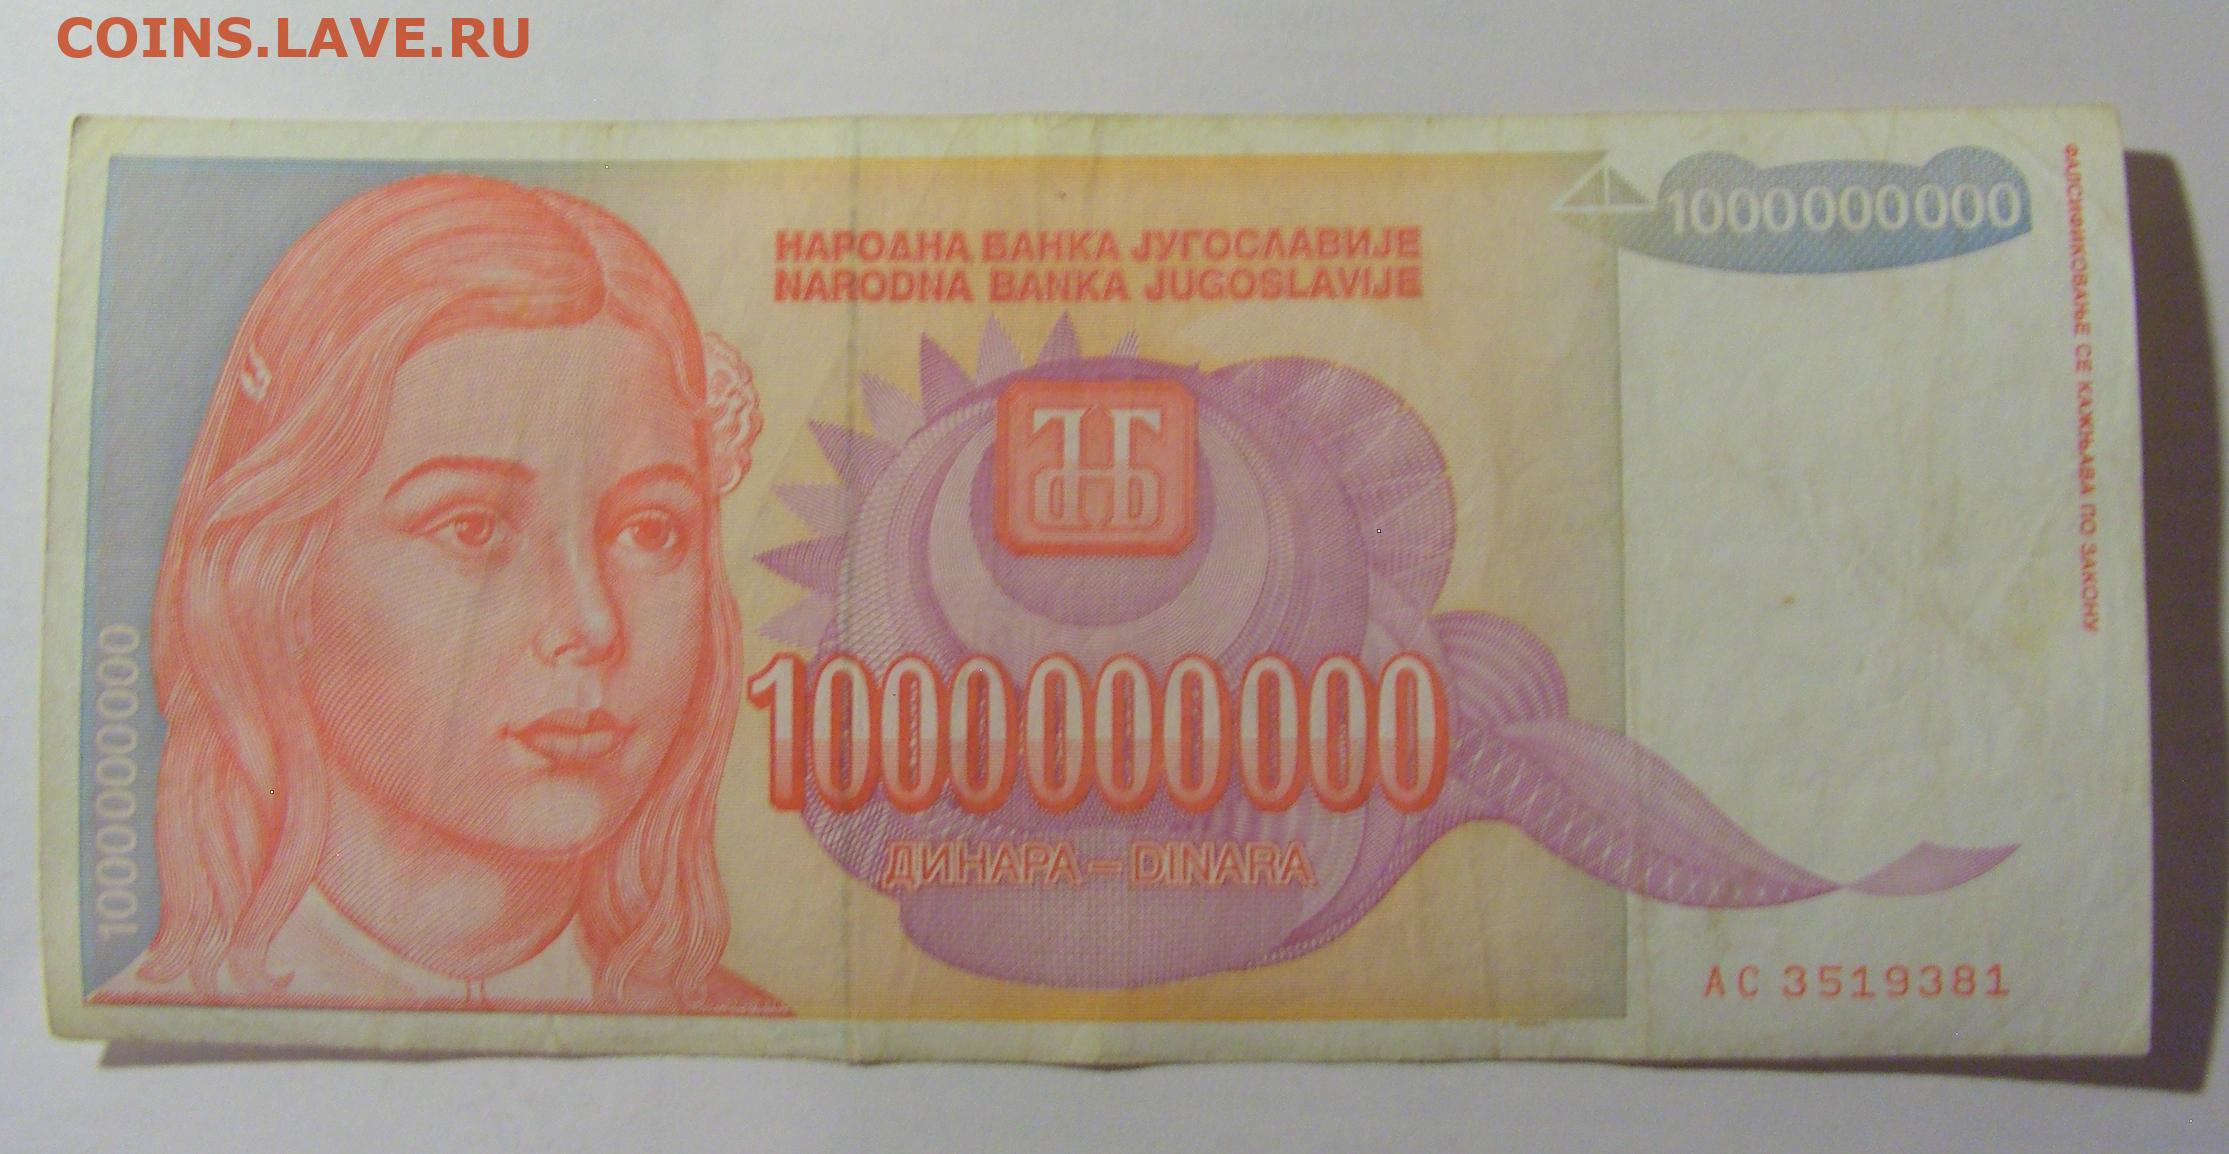 COINS.LAVE.RU
1000000000
НАРОДНА БАНКА ЈУГОСЛАВИЈЕ
NARODNA BANKA JUGOSLAVIJE
ФАЛСИФИКОВАЊЕ СЕ КАЖЊАВА ПО ЗАКОНУ
1000000000
1000000000
ДИНАРА – DINARA
AC 3519381